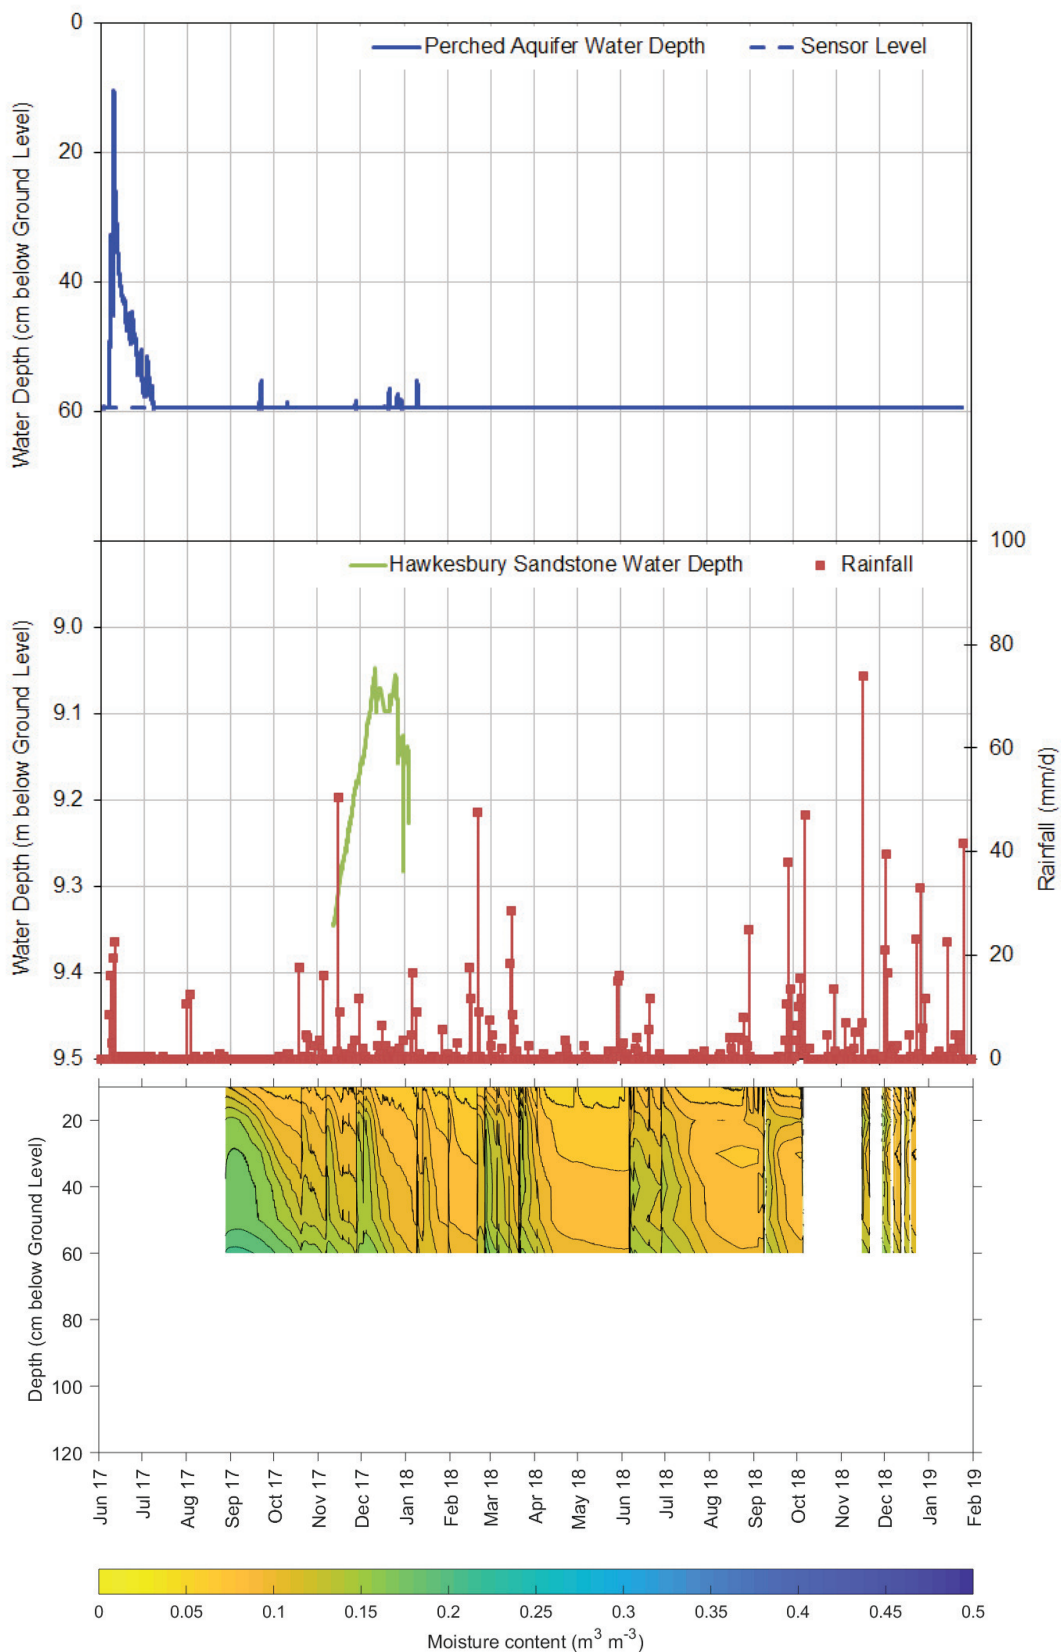 0
Perched Aquifer Water Depth Sensor Level
20
40
60
Water Depth (cm below Ground Level)
100
Hawkesbury Sandstone Water Depth Rainfall
9.0
80
9.1
60
9.2
40
9.3
20
9.4
9.5
0
Water Depth (m below Ground Level)
Rainfall (mm/d)
20
40
60
80
100
120
Depth (cm below Ground Level)
Jun 17 Jul 17 Aug 17 Sep 17 Oct 17 Nov 17 Dec 17 Jan 18 Feb 18 Mar 18 Apr 18 May 18 Jun 18 Jul 18 Aug 18 Sep 18 Oct 18 Nov 18 Dec 18 Jan 19 Feb 19
0 0.05 0.1 0.15 0.2 0.25 0.3 0.35 0.4 0.45 0.5
Moisture content (m³ m⁻³)